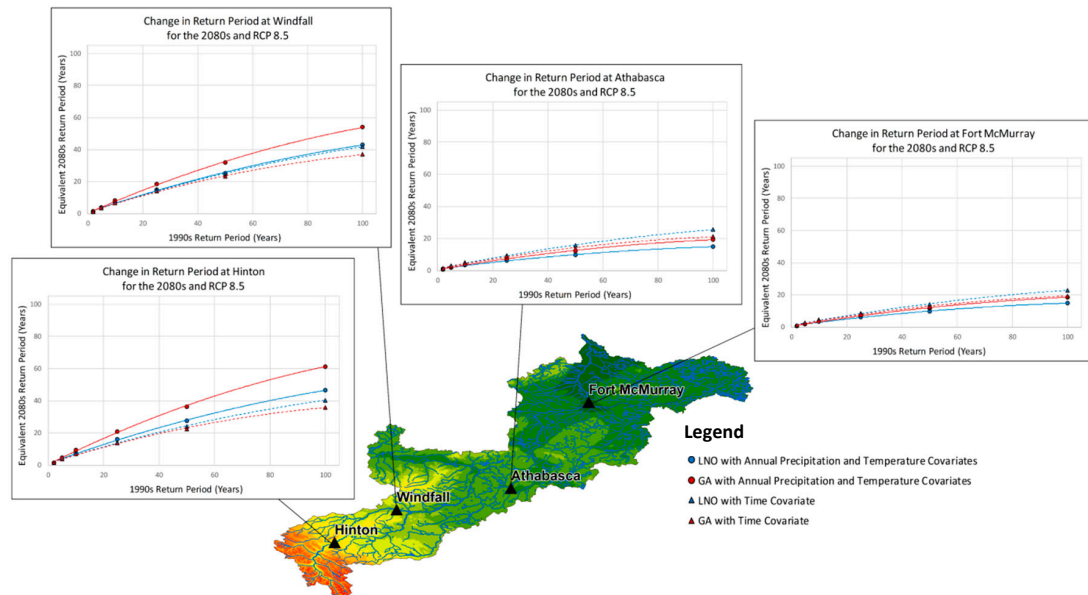 Change in Return Period at Windfall
for the 2080s and RCP 8.5
Equivalent 2080s Return Period (Years)
100
80
60
40
20
0
0 20 40 60 80 100
1990s Return Period (Years)
Change in Return Period at Athabasca
for the 2080s and RCP 8.5
Equivalent 2080s Return Period (Years)
100
80
60
40
20
0
0 20 40 60 80 100
1990s Return Period (Years)
Change in Return Period at Fort McMurray
for the 2080s and RCP 8.5
Equivalent 2080s Return Period (Years)
100
80
60
40
20
0
0 20 40 60 80 100
1990s Return Period (Years)
Change in Return Period at Hinton
for the 2080s and RCP 8.5
Equivalent 2080s Return Period (Years)
100
80
60
40
20
0
0 20 40 60 80 100
1990s Return Period (Years)
Fort McMurray
Athabasca
Windfall
Hinton
Legend
LNO with Annual Precipitation and Temperature Covariates
GA with Annual Precipitation and Temperature Covariates
LNO with Time Covariate
GA with Time Covariate